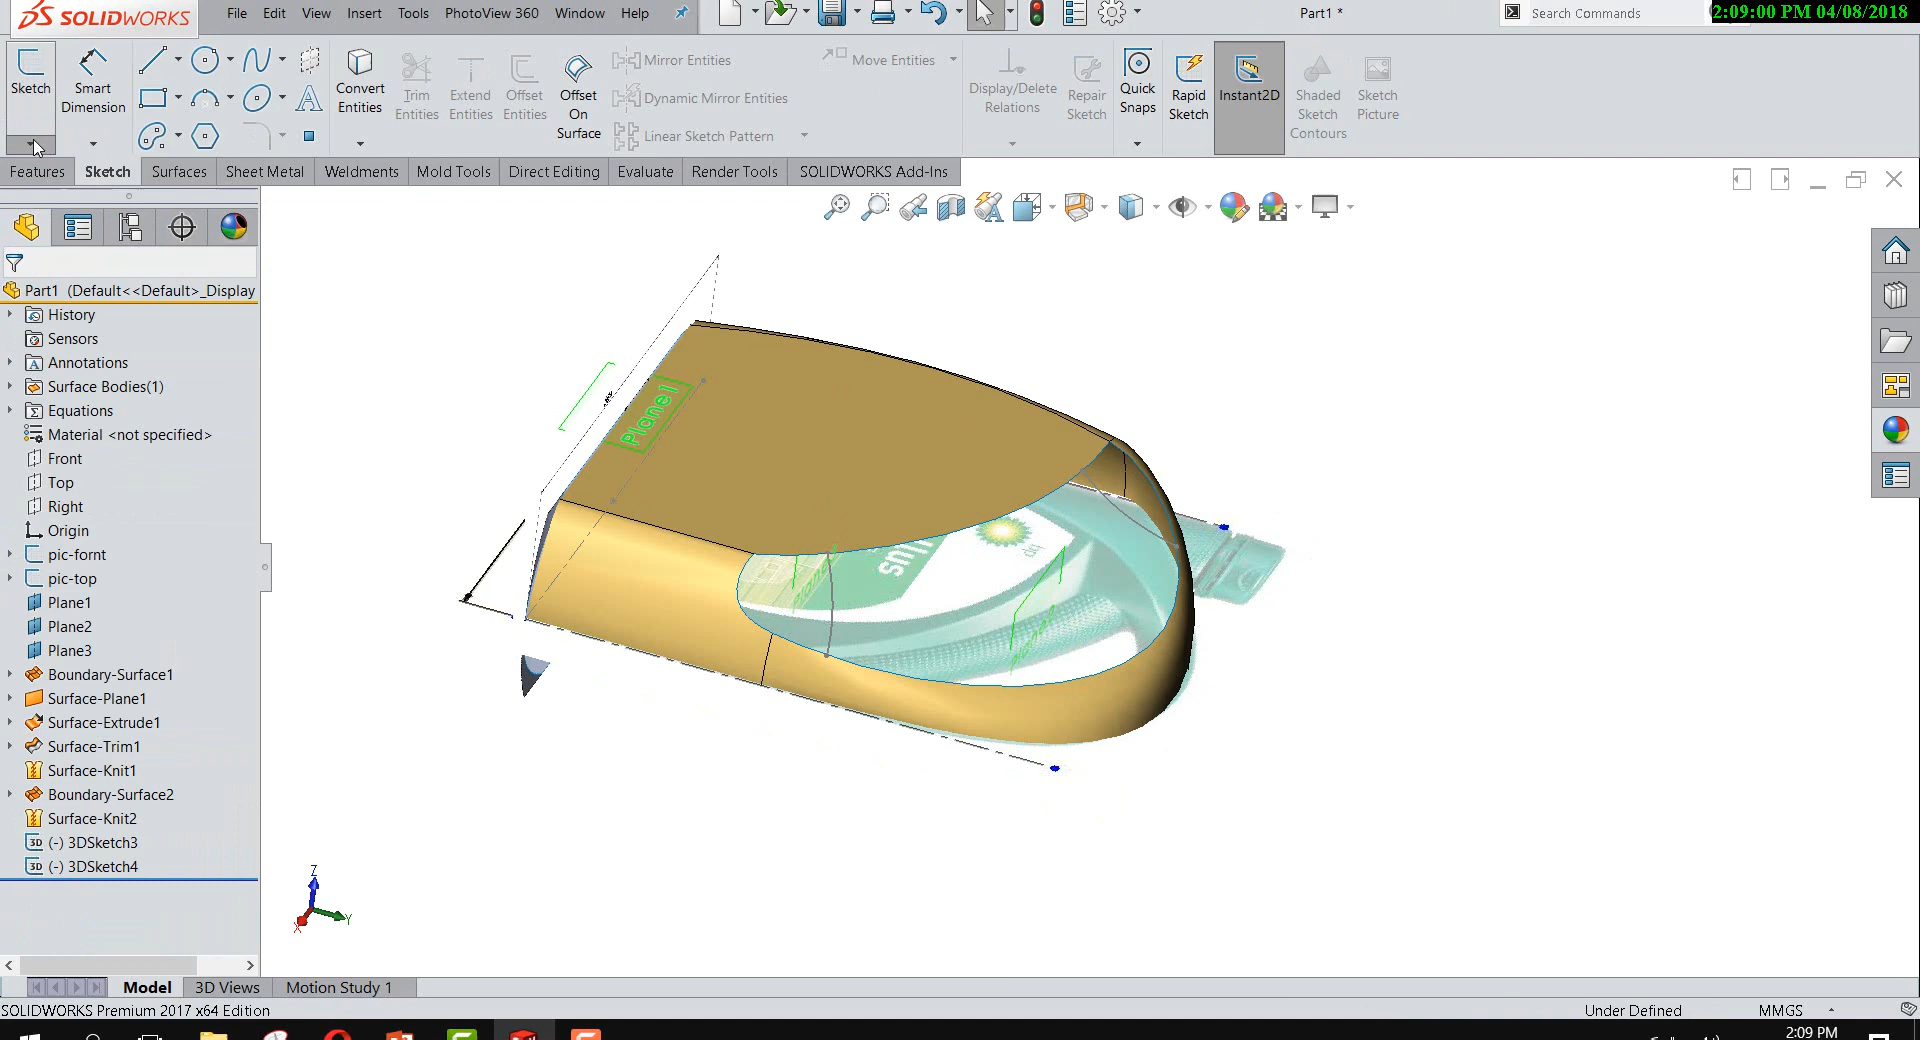 SOLIDWORKS
File Edit View Insert Tools PhotoView 360 Window Help
Part1 *
Search Commands
2:09:00 PM 04/08/2018
Sketch
Smart Dimension
Convert Entities
Trim Entities
Extend Entities
Offset Entities
Offset On Surface
Mirror Entities
Dynamic Mirror Entities
Linear Sketch Pattern
Move Entities
Display/Delete Relations
Repair Sketch
Quick Snaps
Rapid Sketch
Instant2D
Shaded Sketch Contours
Sketch Picture
Features Sketch Surfaces Sheet Metal Weldments Mold Tools Direct Editing Evaluate Render Tools SOLIDWORKS Add-Ins
Part1 (Default<<Default>_Display
History
Sensors
Annotations
Surface Bodies(1)
Equations
Material <not specified>
Front
Top
Right
Origin
pic-fornt
pic-top
Plane1
Plane2
Plane3
Boundary-Surface1
Surface-Plane1
Surface-Extrude1
Surface-Trim1
Surface-Knit1
Boundary-Surface2
Surface-Knit2
3D (-) 3DSketch3
3D (-) 3DSketch4
Plane1
bp
Z
Y
X
Model 3D Views Motion Study 1
SOLIDWORKS Premium 2017 x64 Edition
Under Defined
MMGS
2:09 PM